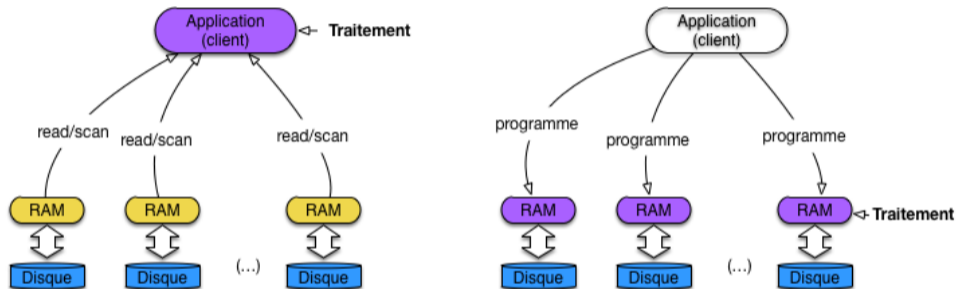 Application
(client)
Traitement
read/scan
read/scan
read/scan
RAM
RAM
RAM
Disque
Disque
(...)
Disque
Application
(client)
programme
programme
programme
RAM
RAM
RAM
Traitement
Disque
Disque
(...)
Disque